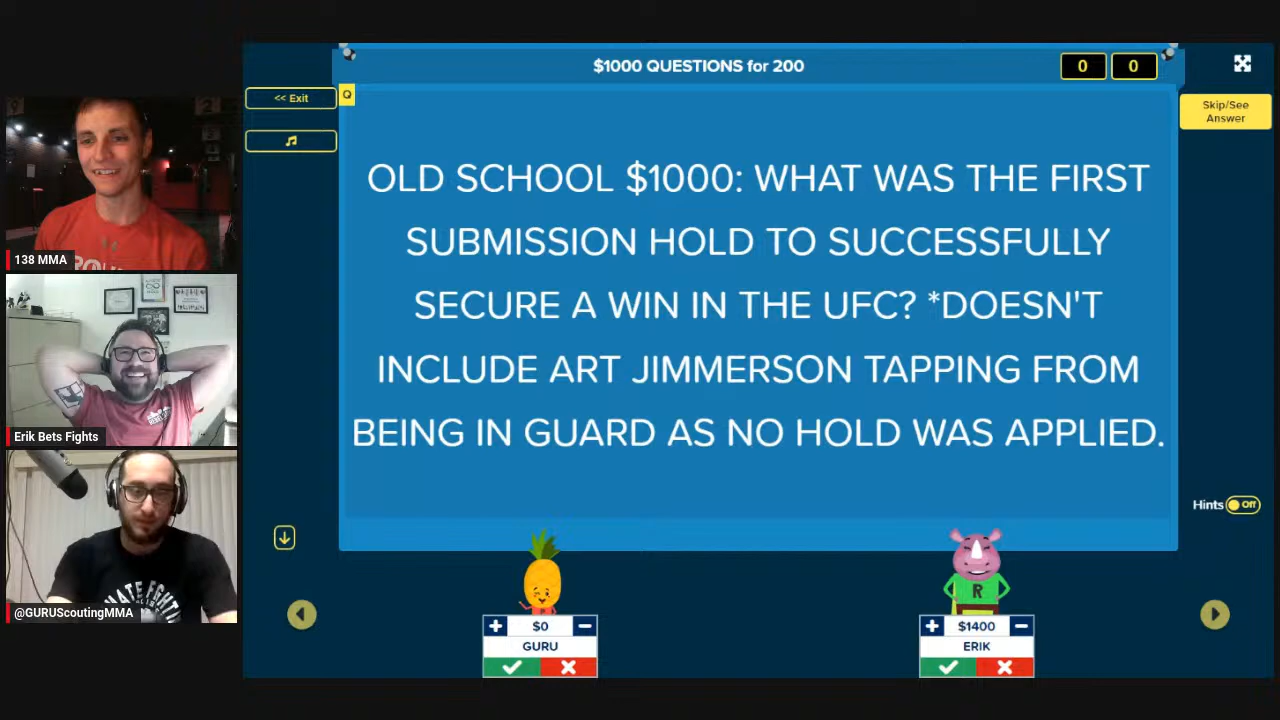 $1000 QUESTIONS for 200
0 0
<< Exit
Q
Skip/See
Answer
OLD SCHOOL $1000: WHAT WAS THE FIRST
SUBMISSION HOLD TO SUCCESSFULLY
SECURE A WIN IN THE UFC? *DOESN'T
INCLUDE ART JIMMERSON TAPPING FROM
BEING IN GUARD AS NO HOLD WAS APPLIED.
138 MMA
Erik Bets Fights
@GURUScoutingMMA
Hints Off
R
$0
GURU
$1400
ERIK